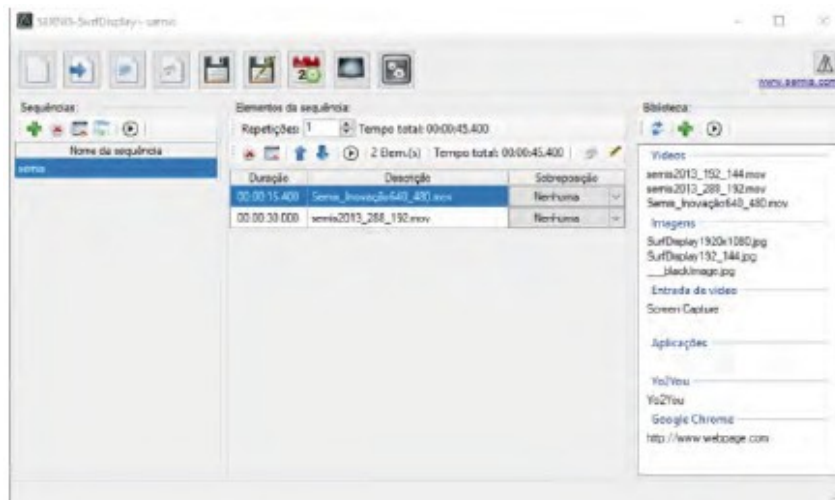 SERNIS-SurfDisplay - sernis
www.sernis.com
Sequências:
Nome da sequência
sernis
Elementos da sequência:
Repetições: 1 Tempo total: 00:00:45.400
2 Elem.(s) Tempo total: 00:00:45.400
Duração Descrição Sobreposição
00:00:15.400 Sernis_Inovação640_480.mov Nenhuma
00:00:30.000 sernis2013_288_192.mov Nenhuma
Biblioteca:
Videos
sernis2013_192_144.mov
sernis2013_288_192.mov
Sernis_Inovação640_480.mov
Imagens
SurfDisplay1920x1080.jpg
SurfDisplay192_144.jpg
___blackImage.jpg
Entrada de video
Screen Capture
Aplicações
Yo2You
Yo2You
Google Chrome
http://www.webpage.com